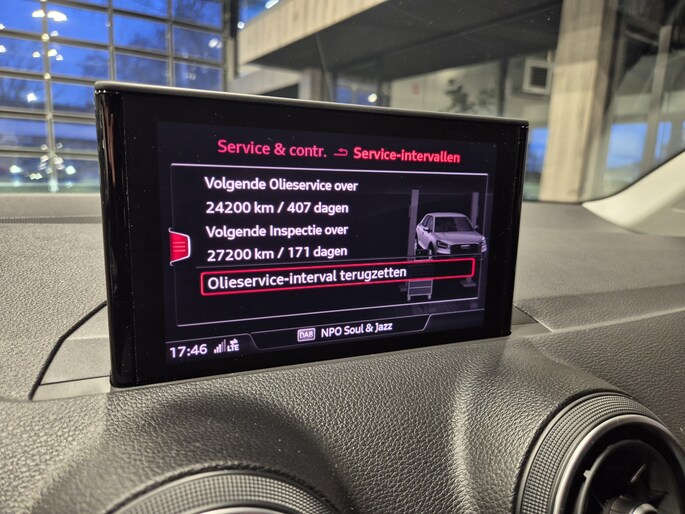 Service & contr. Service-intervallen
Volgende Olieservice over
24200 km / 407 dagen
Volgende Inspectie over
27200 km / 171 dagen
Olieservice-interval terugzetten
DAB NPO Soul & Jazz
17:46 LTE